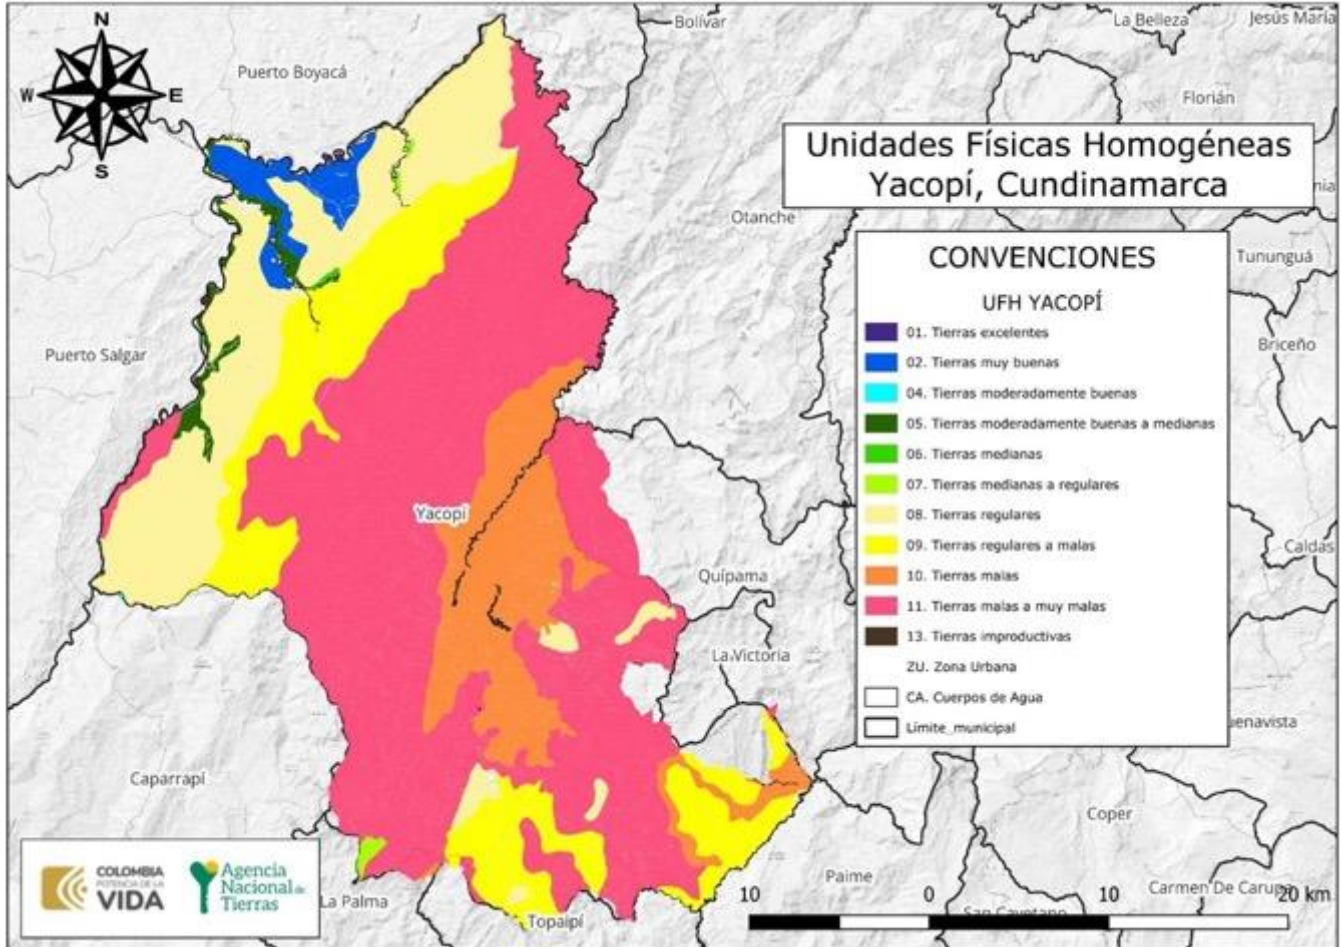 N
W
E
S
Bolívar
La Belleza
Jesús María
Puerto Boyacá
Florián
Unidades Físicas Homogéneas
Yacopí, Cundinamarca
Otanche
CONVENCIONES
UFH YACOPÍ
01. Tierras excelentes
02. Tierras muy buenas
04. Tierras moderadamente buenas
05. Tierras moderadamente buenas a medianas
06. Tierras medianas
07. Tierras medianas a regulares
08. Tierras regulares
09. Tierras regulares a malas
10. Tierras malas
11. Tierras malas a muy malas
13. Tierras improductivas
ZU. Zona Urbana
CA. Cuerpos de Agua
Límite_municipal
Tununguá
Briceño
Puerto Salgar
Yacopí
Caldas
Quípama
La Victoria
Caparrapí
Coper
Paime
Carmen De Carupa
La Palma
Topaipí
San Cayetano
10
0
10
20 km
COLOMBIA
POTENCIA DE LA
VIDA
Agencia
Nacional de
Tierras